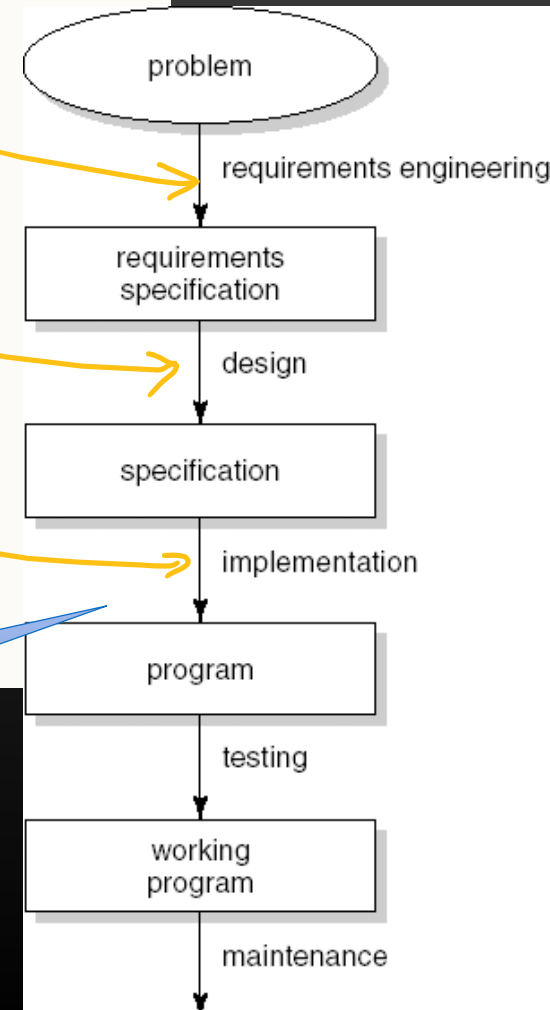 problem
requirements engineering
requirements
specification
design
specification
implementation
program
testing
working
program
maintenance